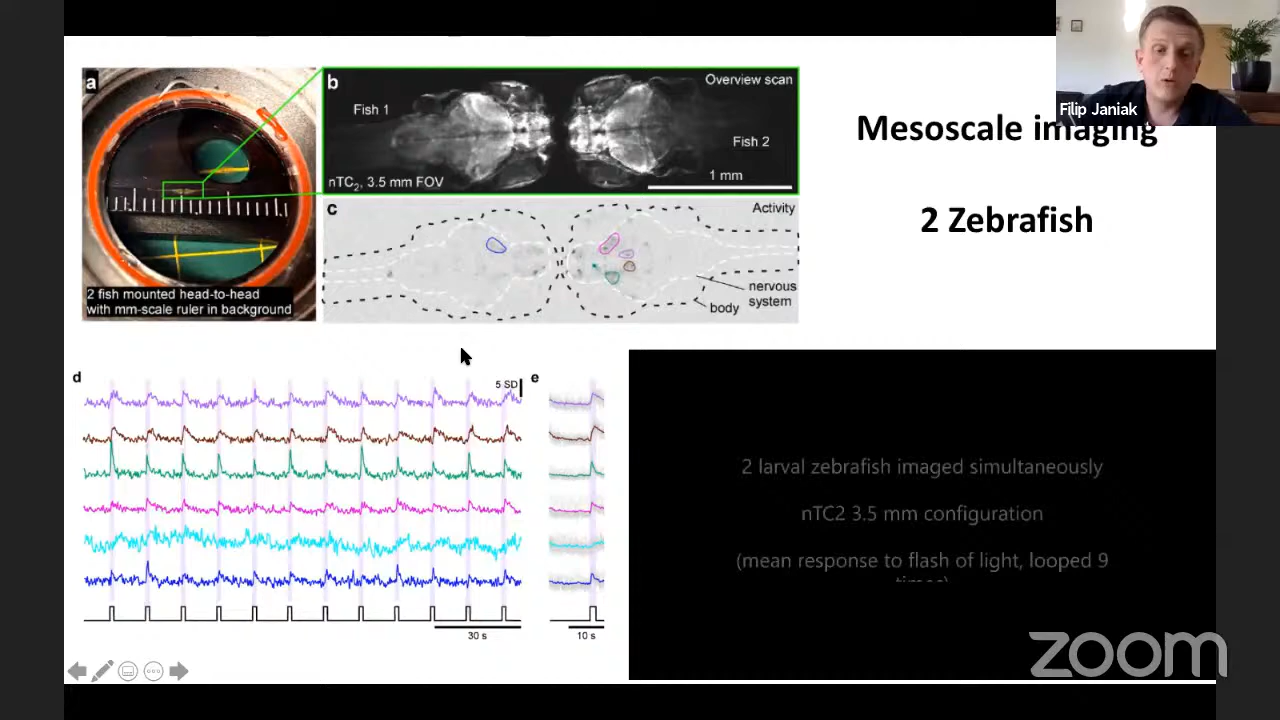 Filip Janiak
Mesoscale imaging
2 Zebrafish
a
2 fish mounted head-to-head
with mm-scale ruler in background
b
Overview scan
Fish 1
Fish 2
nTC2, 3.5 mm FOV
1 mm
c
Activity
nervous
system
body
d
5 SD
30 s
e
10 s
2 larval zebrafish imaged simultaneously
nTC2 3.5 mm configuration
(mean response to flash of light, looped 9
times)
zoom